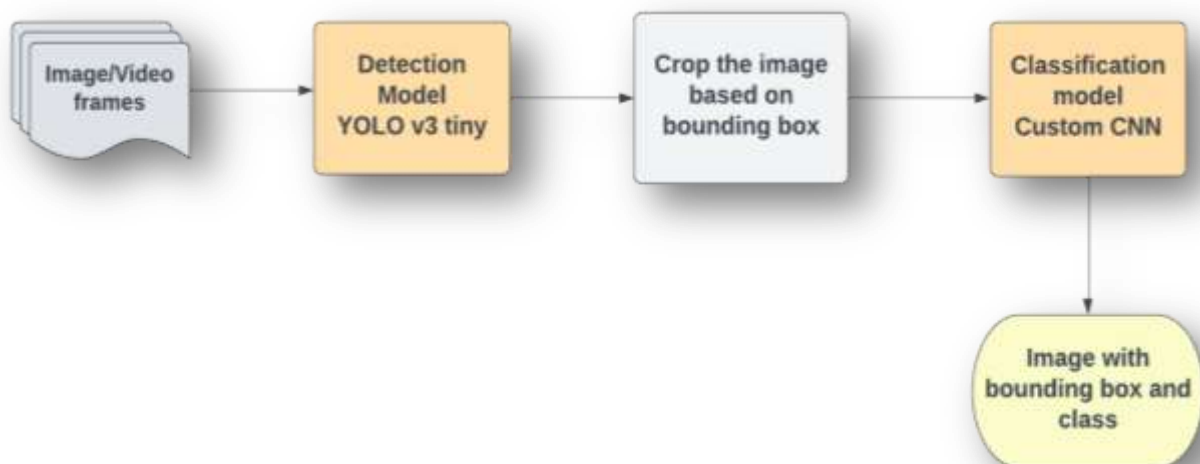 Image/Video
frames
Detection
Model
YOLO v3 tiny
Crop the image
based on
bounding box
Classification
model
Custom CNN
Image with
bounding box and
class